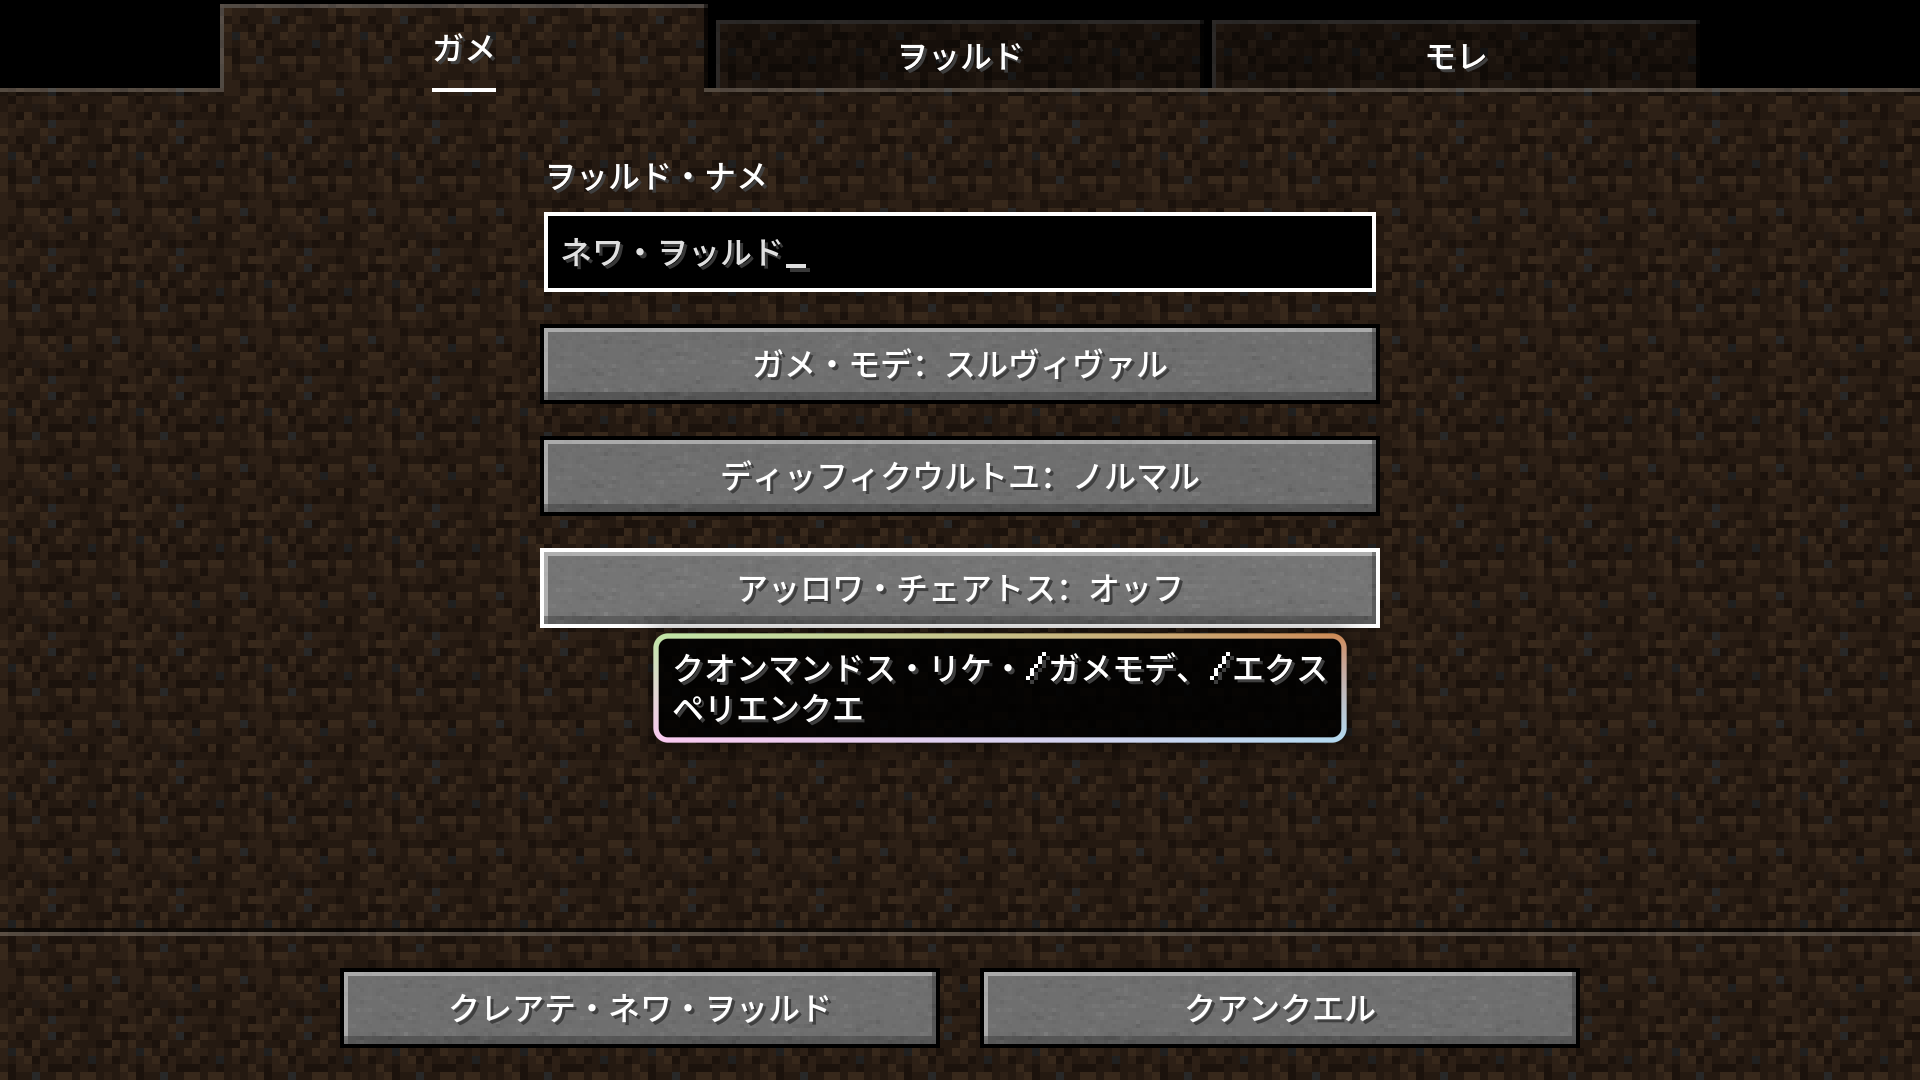 ガメ
ヲッルド
モレ
ヲッルド・ナメ
ネワ・ヲッルド_
ガメ・モデ: スルヴィヴァル
ディッフィクウルトユ: ノルマル
アッロワ・チェアトス: オッフ
クオンマンドス・リケ・/ガメモデ、/エクス
ペリエンクエ
クレアテ・ネワ・ヲッルド
クアンクエル